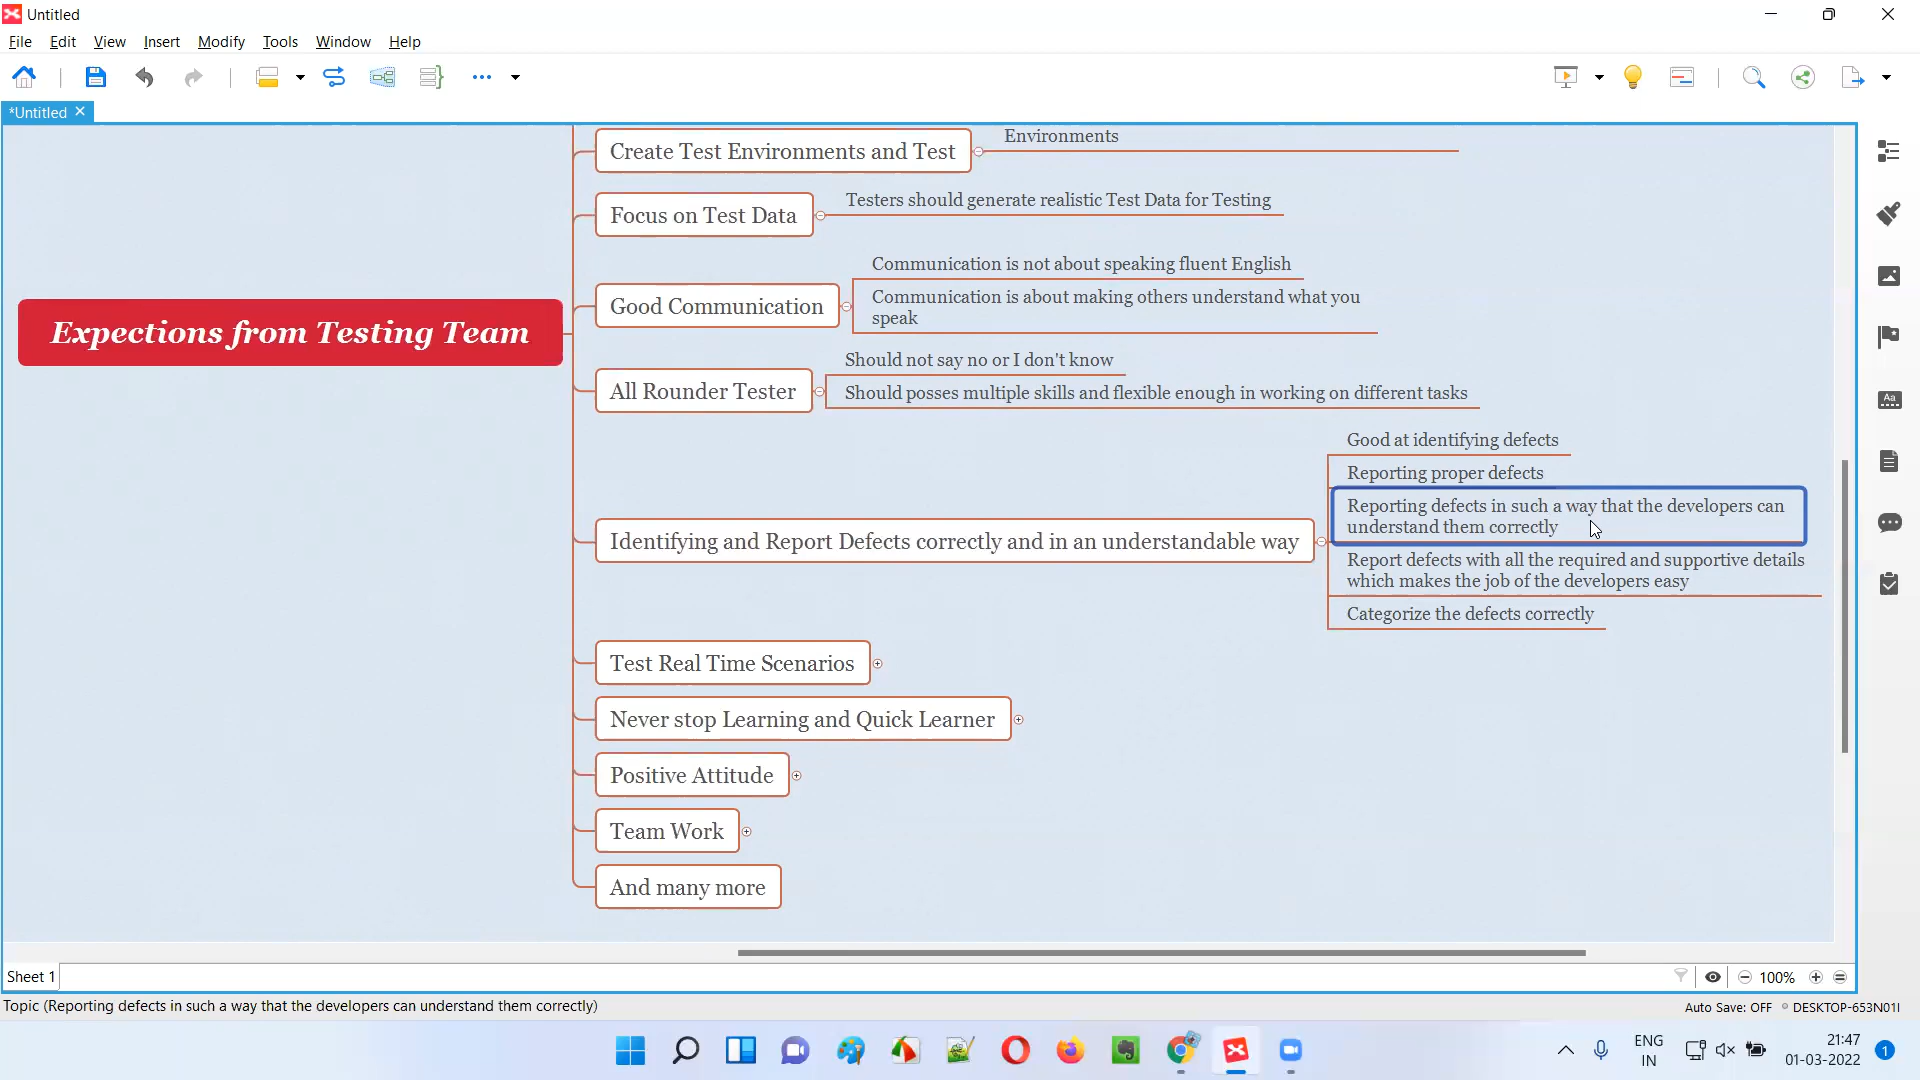 Untitled
File Edit View Insert Modify Tools Window Help
*Untitled
Environments
Create Test Environments and Test
Testers should generate realistic Test Data for Testing
Focus on Test Data
Communication is not about speaking fluent English
Good Communication
Communication is about making others understand what you
speak
Expections from Testing Team
Should not say no or I don't know
All Rounder Tester
Should posses multiple skills and flexible enough in working on different tasks
Good at identifying defects
Reporting proper defects
Reporting defects in such a way that the developers can
understand them correctly
Identifying and Report Defects correctly and in an understandable way
Report defects with all the required and supportive details
which makes the job of the developers easy
Categorize the defects correctly
Test Real Time Scenarios
Never stop Learning and Quick Learner
Positive Attitude
Team Work
And many more
Aa
Sheet 1
100%
Topic (Reporting defects in such a way that the developers can understand them correctly)
Auto Save: OFF
DESKTOP-653N01I
ENG
IN
21:47
01-03-2022
1